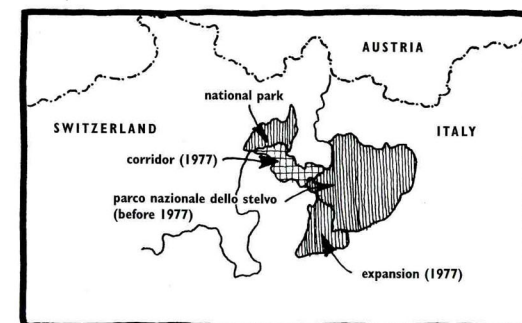 AUSTRIA
national park
SWITZERLAND
ITALY
corridor (1977)
parco nazionale dello stelvo
(before 1977)
expansion (1977)